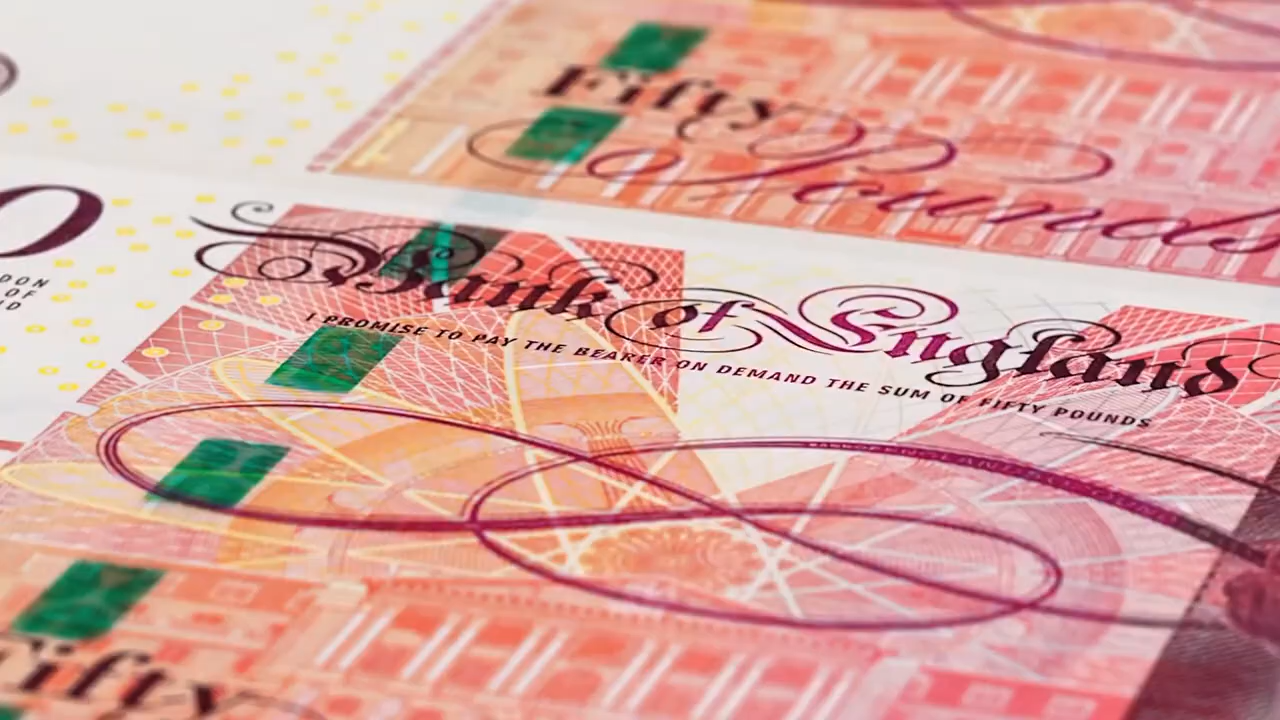 Fifty
Pounds
Bank of England
I PROMISE TO PAY THE BEARER ON DEMAND THE SUM OF FIFTY POUNDS
Fifty